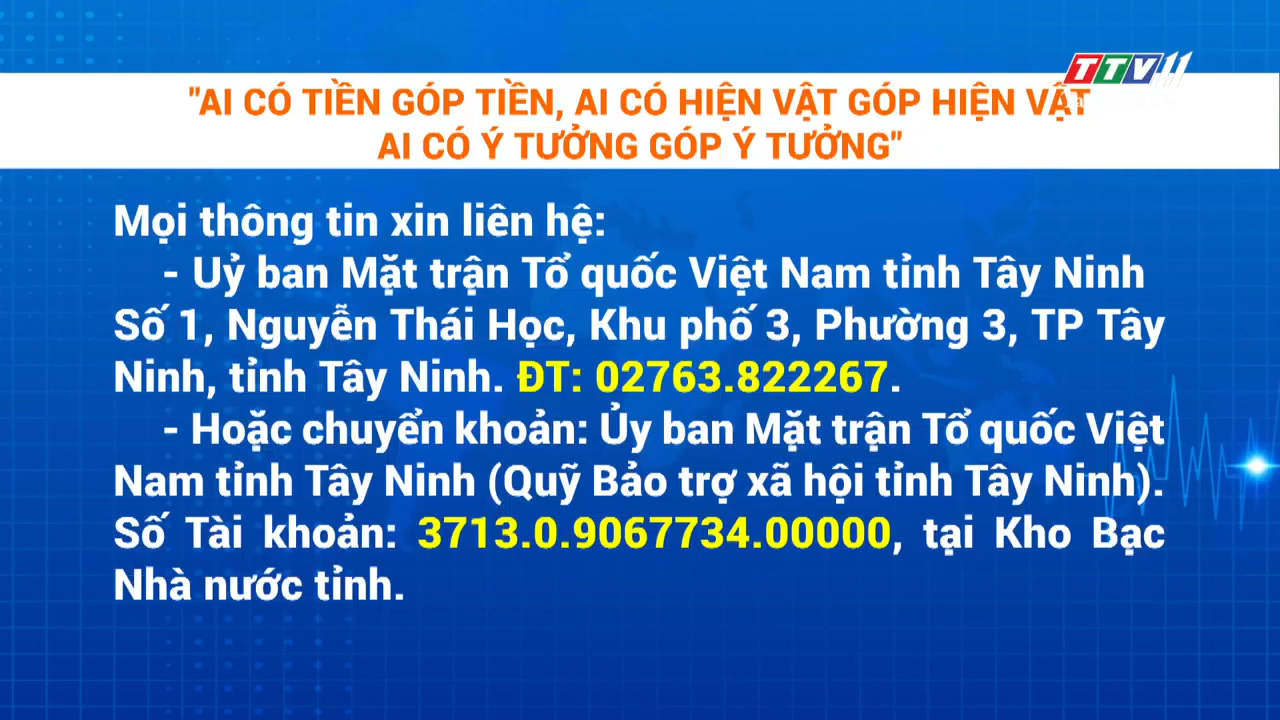 TTV11
"AI CÓ TIỀN GÓP TIỀN, AI CÓ HIỆN VẬT GÓP HIỆN VẬT
AI CÓ Ý TƯỞNG GÓP Ý TƯỞNG"
Mọi thông tin xin liên hệ:
- Uỷ ban Mặt trận Tổ quốc Việt Nam tỉnh Tây Ninh
Số 1, Nguyễn Thái Học, Khu phố 3, Phường 3, TP Tây
Ninh, tỉnh Tây Ninh. ĐT: 02763.822267.
- Hoặc chuyển khoản: Ủy ban Mặt trận Tổ quốc Việt
Nam tỉnh Tây Ninh (Quỹ Bảo trợ xã hội tỉnh Tây Ninh).
Số Tài khoản: 3713.0.9067734.00000, tại Kho Bạc
Nhà nước tỉnh.